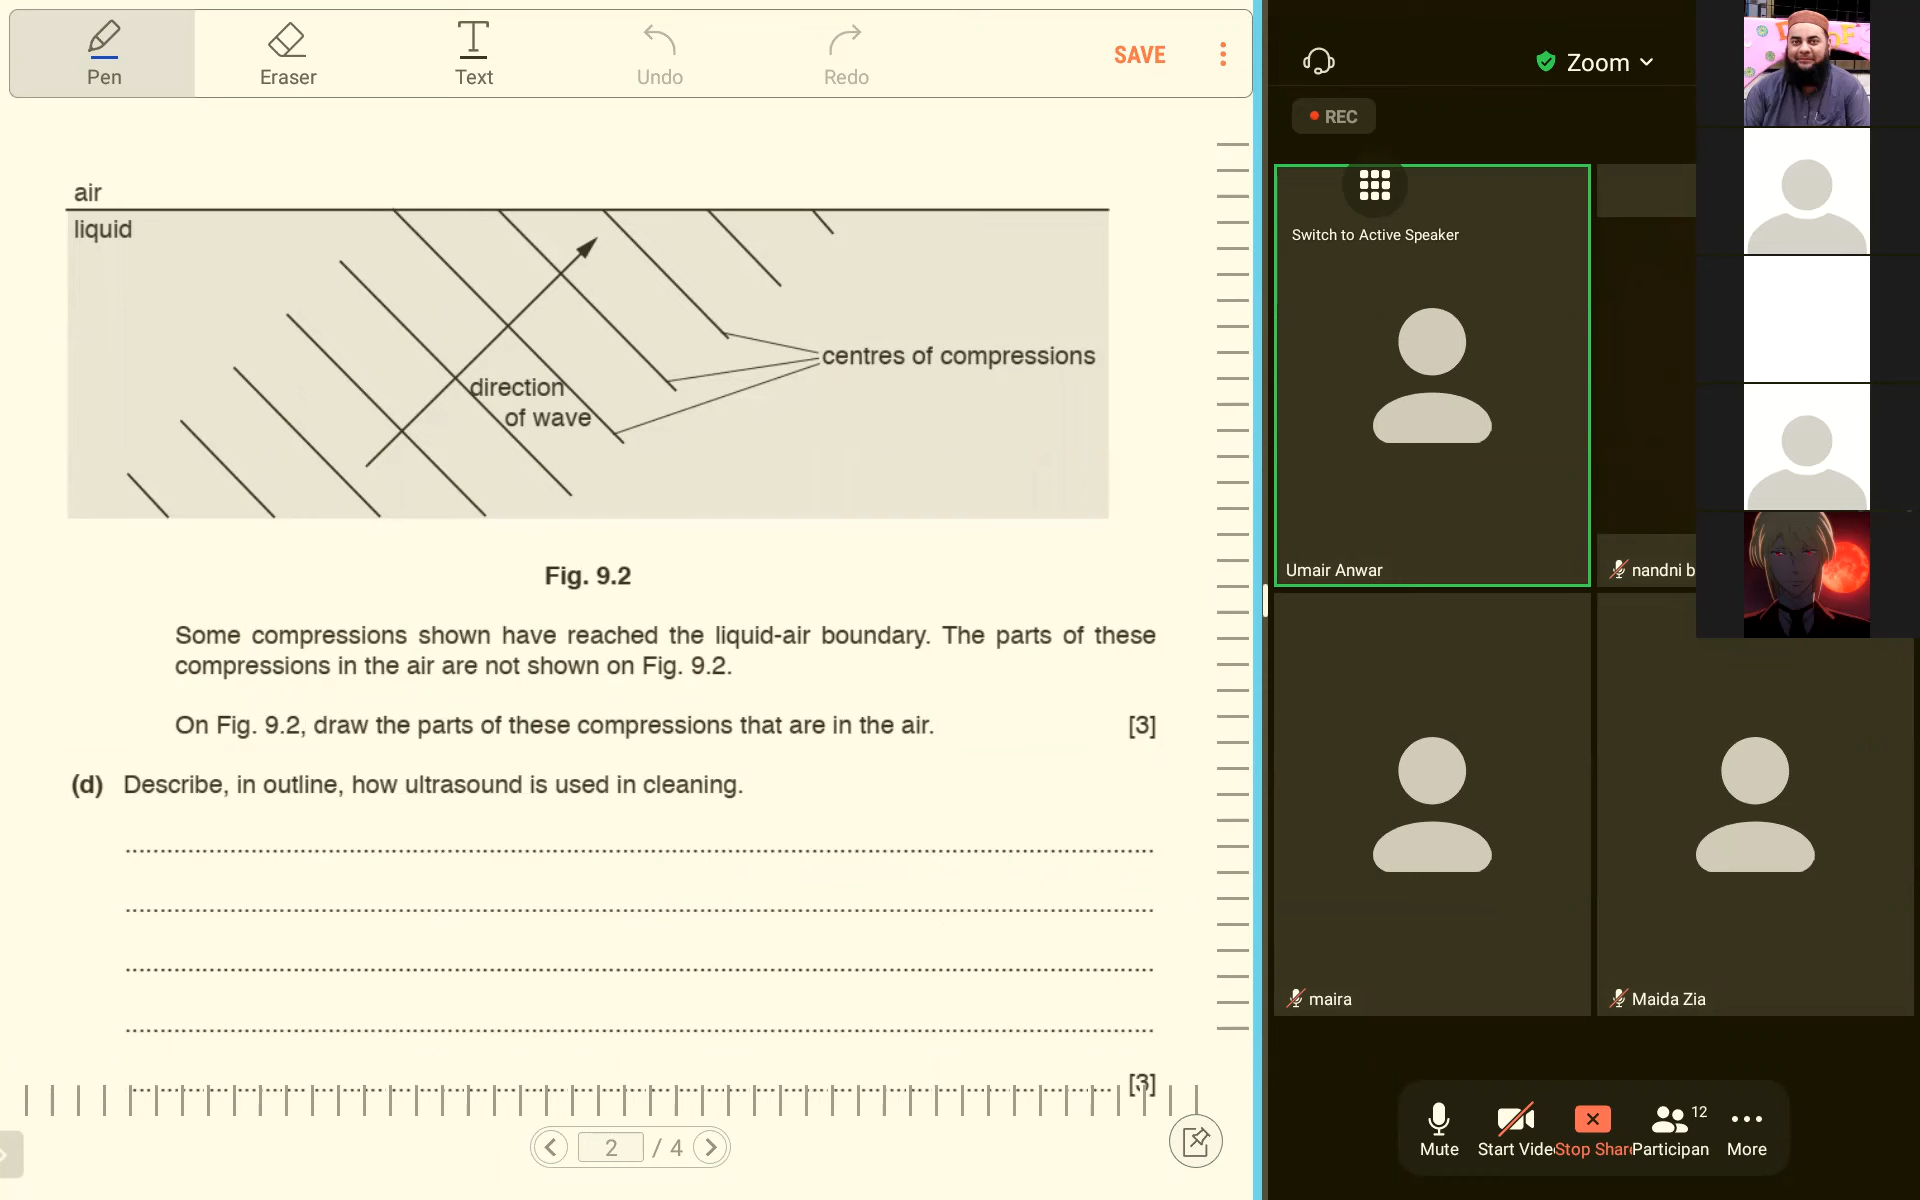 Pen
Eraser
Text
Undo
Redo
SAVE
air
liquid
direction
of wave
centres of compressions
Fig. 9.2
Some compressions shown have reached the liquid-air boundary. The parts of these
compressions in the air are not shown on Fig. 9.2.
On Fig. 9.2, draw the parts of these compressions that are in the air. [3]
(d) Describe, in outline, how ultrasound is used in cleaning.
[3]
2 / 4
Zoom
REC
Switch to Active Speaker
Umair Anwar
nandni b
maira
Maida Zia
Mute
Start Vide
Stop Shar
Participan
12
More